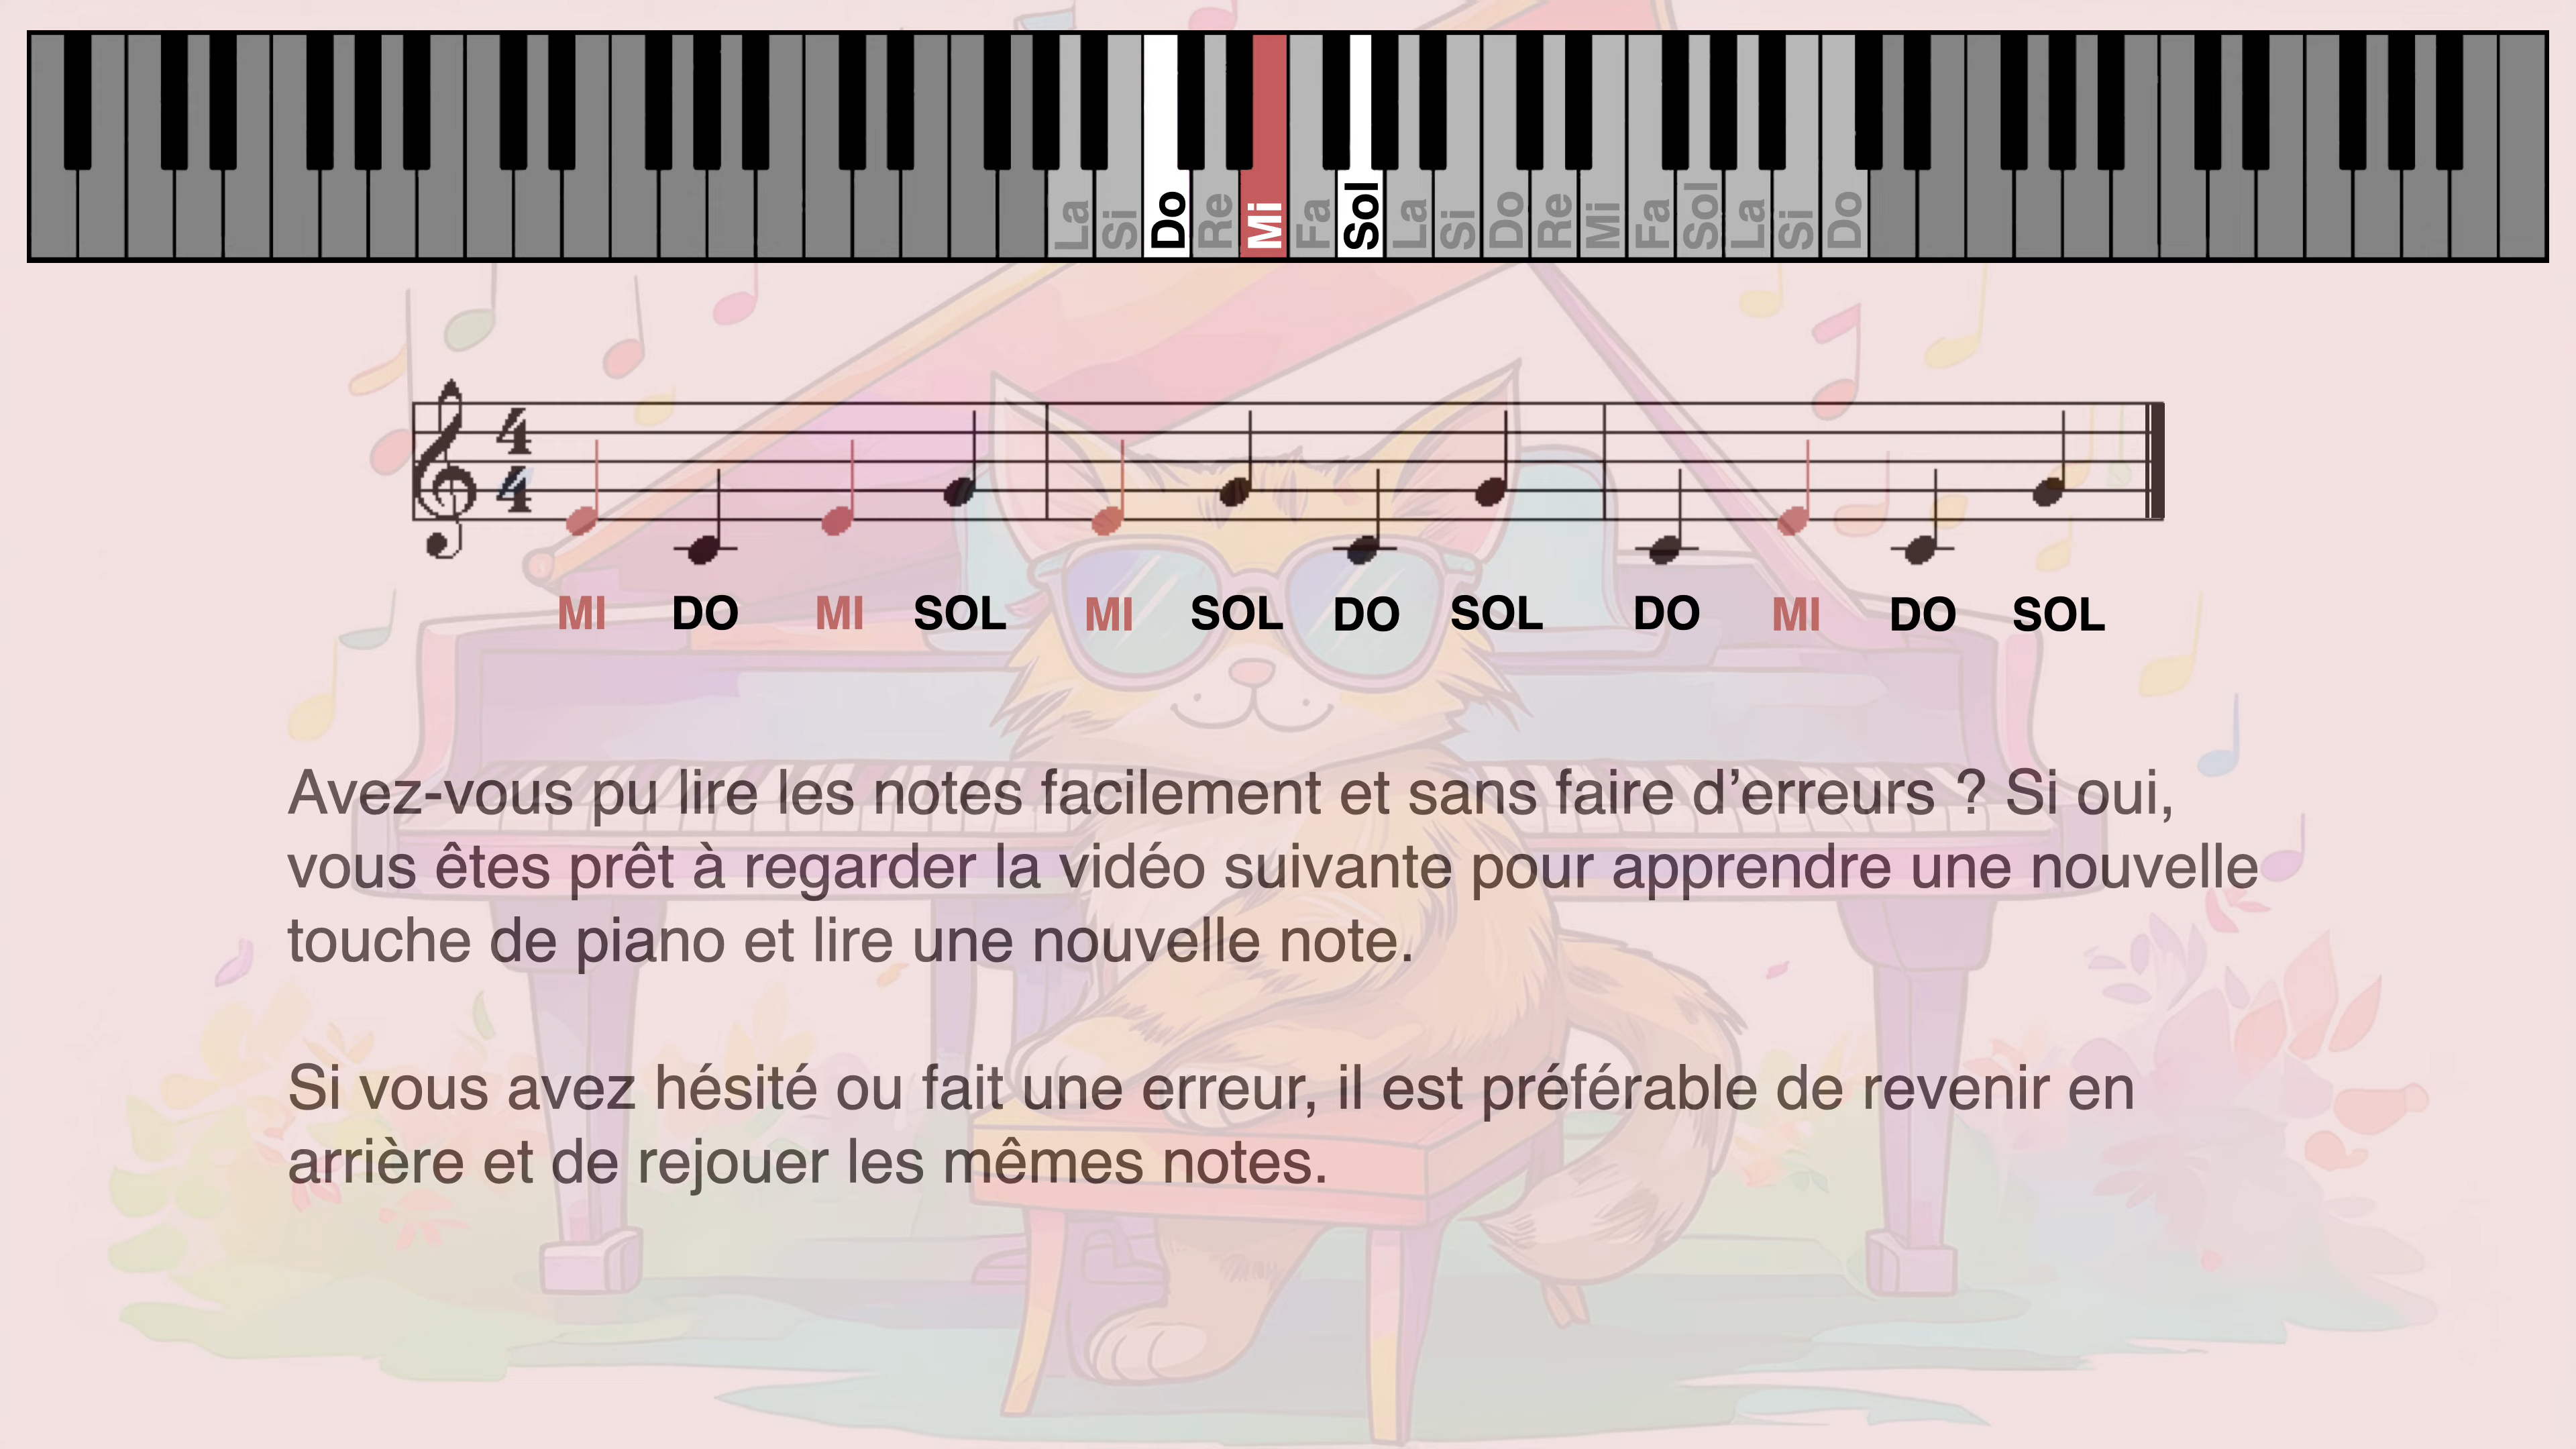 La Si Do Re Mi Fa Sol La Si Do Re Mi Fa Sol La Si Do
4
4
MI DO MI SOL MI SOL DO SOL DO MI DO SOL
Avez-vous pu lire les notes facilement et sans faire d’erreurs ? Si oui,
vous êtes prêt à regarder la vidéo suivante pour apprendre une nouvelle
touche de piano et lire une nouvelle note.
Si vous avez hésité ou fait une erreur, il est préférable de revenir en
arrière et de rejouer les mêmes notes.